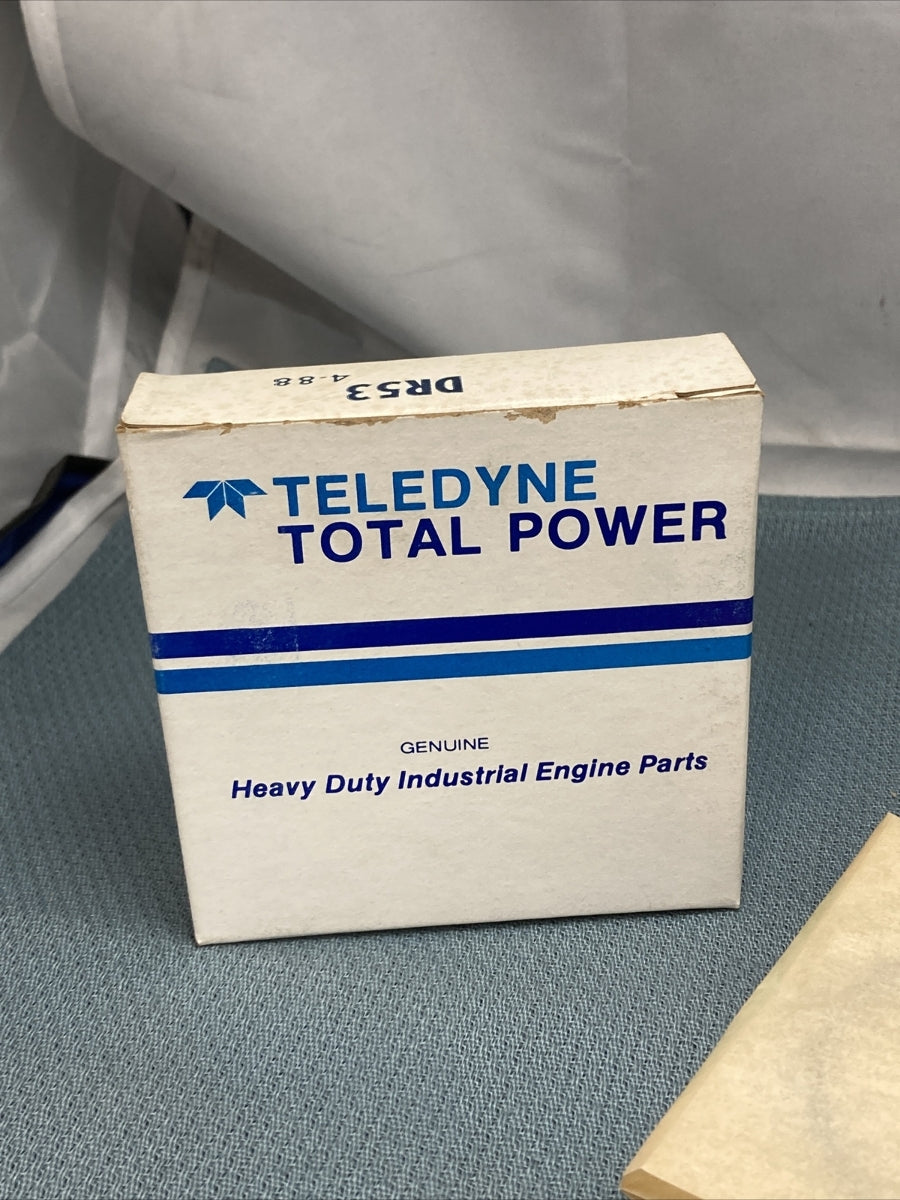 DR53
4-88
TELEDYNE
TOTAL POWER
GENUINE
Heavy Duty Industrial Engine Parts